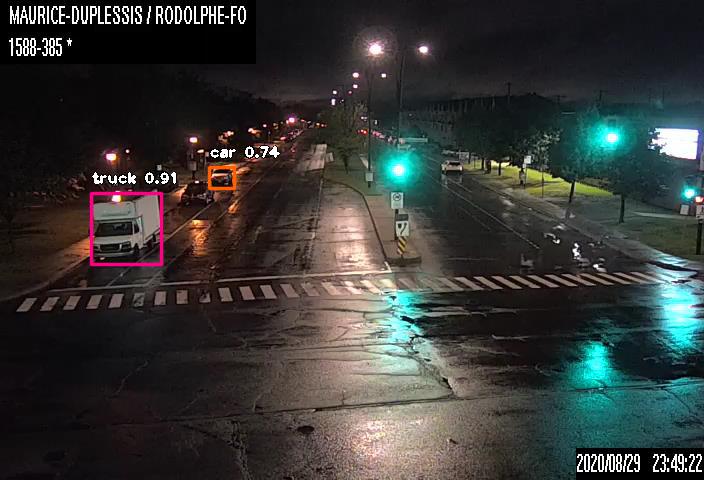 MAURICE-DUPLESSIS / RODOLPHE-FO
1588-385 *
car 0.74
truck 0.91
2020/08/29 23:49:22